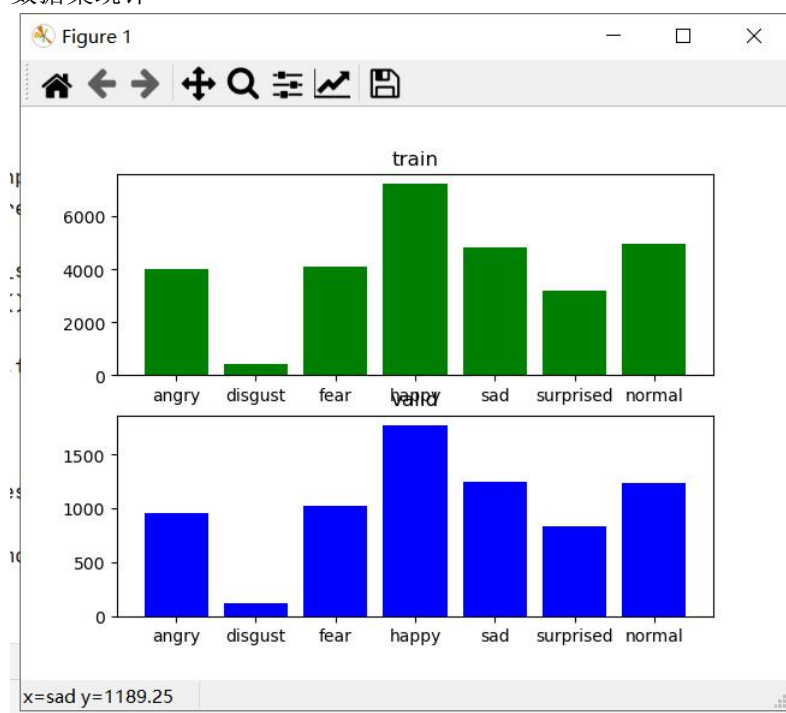 Figure 1
train
6000
4000
2000
0
angry disgust fear happy sad surprised normal
valid
1500
1000
500
0
angry disgust fear happy sad surprised normal
x=sad y=1189.25